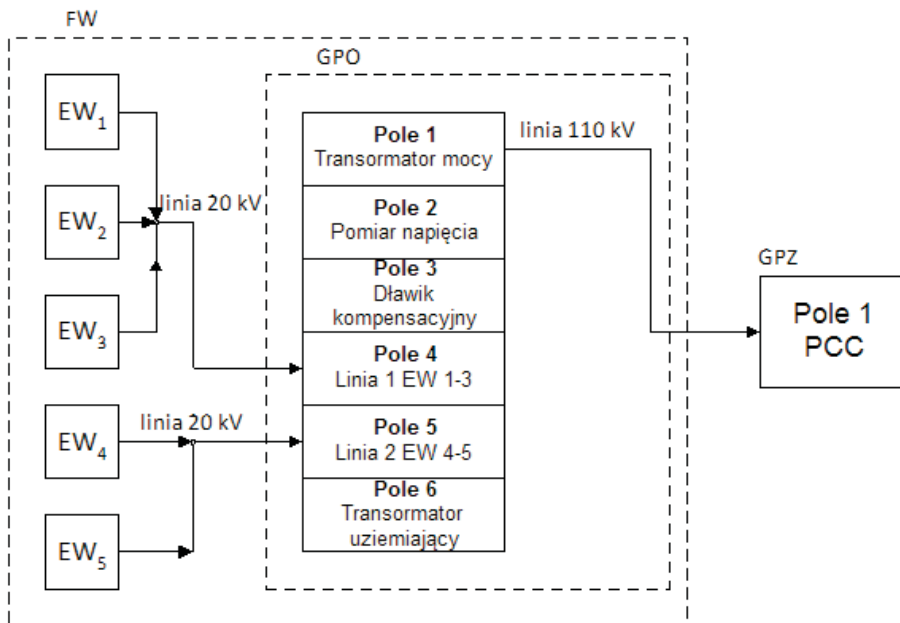 FW
GPO
EW1
EW2
EW3
EW4
EW5
linia 20 kV
linia 20 kV
Pole 1
Transormator mocy
Pole 2
Pomiar napięcia
Pole 3
Dławik
kompensacyjny
Pole 4
Linia 1 EW 1-3
Pole 5
Linia 2 EW 4-5
Pole 6
Transormator
uziemiający
linia 110 kV
GPZ
Pole 1
PCC